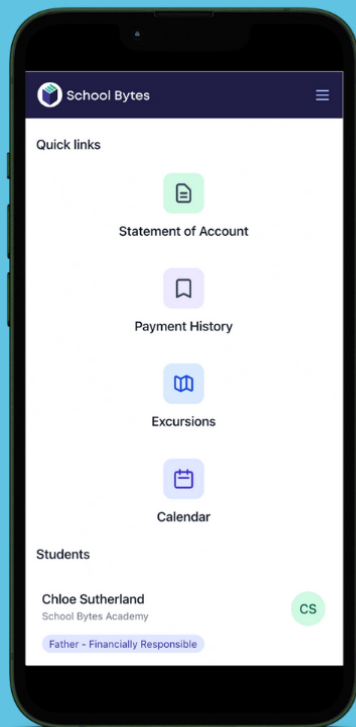 School Bytes
Quick links
Statement of Account
Payment History
Excursions
Calendar
Students
Chloe Sutherland
School Bytes Academy
CS
Father - Financially Responsible